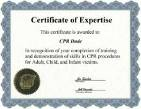 Certificate of Expertise
This certificate is awarded to
CPR Dude
In recognition of your completion of training
and demonstration of skills in CPR procedures
for Adult, Child, and Infant victims.